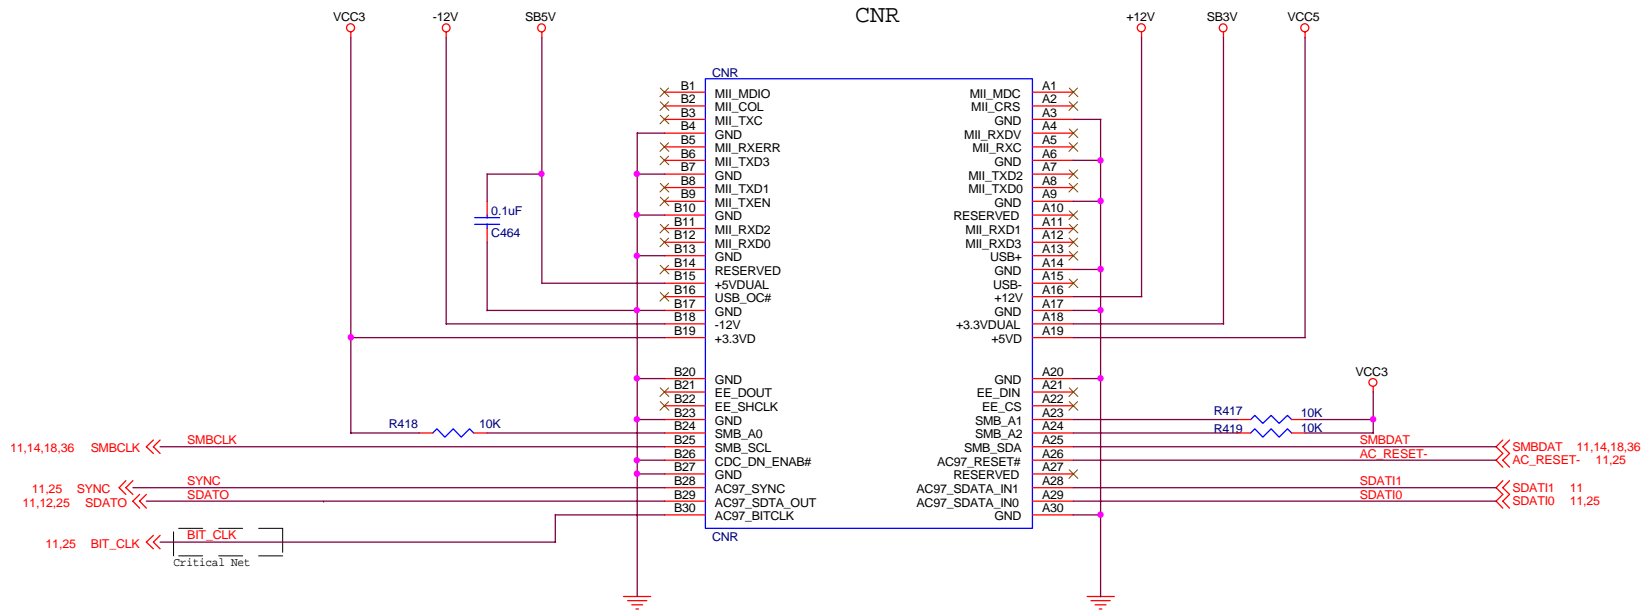 CNR
VCC3 -12V SB5V +12V SB3V VCC5
CNR
B1 MII_MDIO MII_MDC A1
B2 MII_COL MII_CRS A2
B3 MII_TXC GND A3
B4 GND MII_RXDV A4
B5 MII_RXERR MII_RXC A5
B6 MII_TXD3 GND A6
B7 GND MII_TXD2 A7
B8 MII_TXD1 MII_TXD0 A8
B9 MII_TXEN GND A9
0.1uF B10 GND RESERVED A10
C464 B11 MII_RXD2 MII_RXD1 A11
B12 MII_RXD0 MII_RXD3 A12
B13 GND USB+ A13
B14 RESERVED GND A14
B15 +5VDUAL USB- A15
B16 USB_OC# +12V A16
B17 GND GND A17
B18 -12V +3.3VDUAL A18
B19 +3.3VD +5VD A19
VCC3
B20 GND GND A20
B21 EE_DOUT EE_DIN A21
B22 EE_SHCLK EE_CS A22
B23 GND SMB_A1 A23 R417 10K
R418 10K B24 SMB_A0 SMB_A2 A24 R419 10K
11,14,18,36 SMBCLK SMBCLK B25 SMB_SCL SMB_SDA A25 SMBDAT SMBDAT 11,14,18,36
B26 CDC_DN_ENAB# AC97_RESET# A26 AC_RESET- AC_RESET- 11,25
B27 GND RESERVED A27
11,25 SYNC SYNC B28 AC97_SYNC AC97_SDATA_IN1 A28 SDATI1 SDATI1 11
11,12,25 SDATO SDATO B29 AC97_SDTA_OUT AC97_SDATA_IN0 A29 SDATI0 SDATI0 11,25
B30 AC97_BITCLK GND A30
CNR
11,25 BIT_CLK BIT_CLK
Critical Net